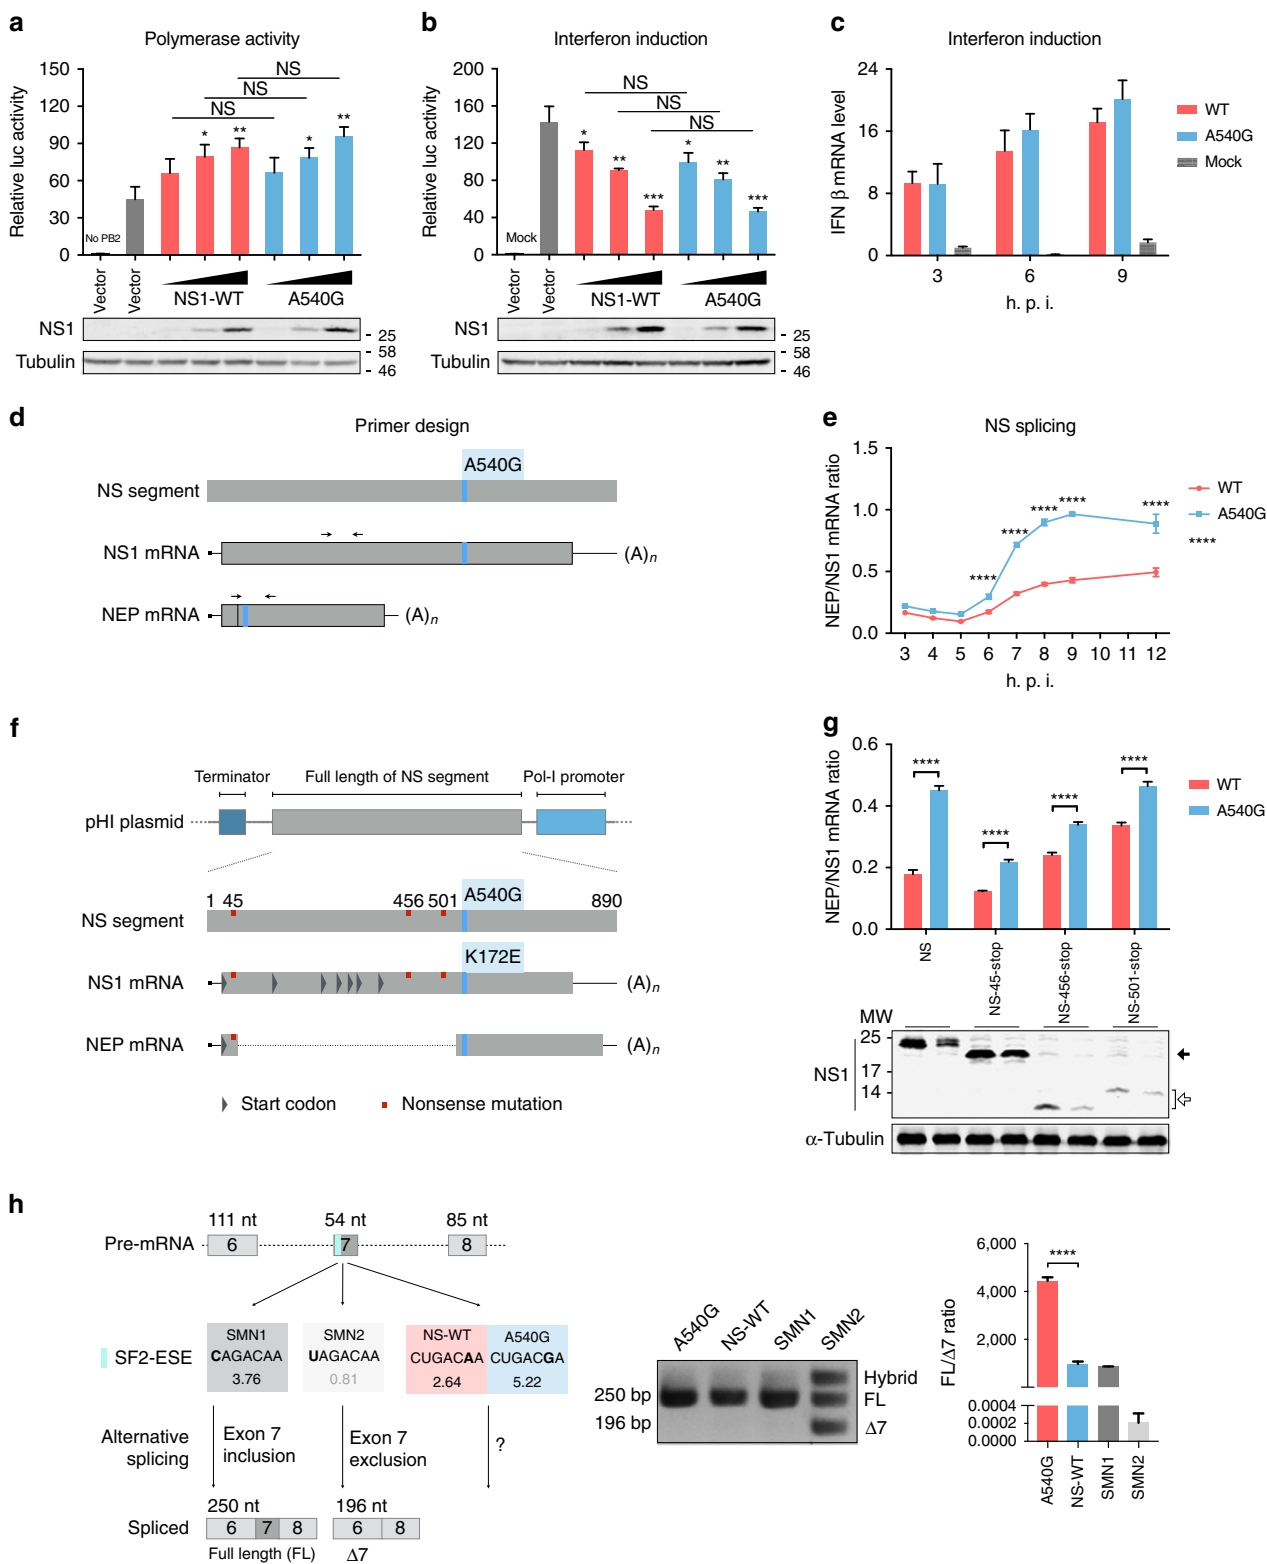 a
Polymerase activity
Relative luc activity
150
120
90
60
30
0
NS
NS
NS
*
**
*
**
No PB2
Vector
Vector
NS1-WT
A540G
NS1
Tubulin
- 25
- 58
- 46
b
Interferon induction
Relative luc activity
200
160
120
80
40
0
NS
NS
NS
*
**
***
*
**
***
Mock
Vector
Vector
NS1-WT
A540G
NS1
Tubulin
- 25
- 58
- 46
c
Interferon induction
IFN β mRNA level
24
16
8
0
3 6 9
h. p. i.
WT
A540G
Mock
d
Primer design
A540G
NS segment
NS1 mRNA
(A)n
NEP mRNA
(A)n
e
NS splicing
NEP/NS1 mRNA ratio
1.5
1.0
0.5
0.0
****
****
****
****
****
3 4 5 6 7 8 9 10 11 12
h. p. i.
WT
A540G
****
f
Terminator
Full length of NS segment
Pol-I promoter
pHI plasmid
1 45 456 501 890
A540G
NS segment
K172E
NS1 mRNA
(A)n
NEP mRNA
(A)n
Start codon
Nonsense mutation
g
NEP/NS1 mRNA ratio
0.6
0.4
0.2
0.0
****
****
****
****
WT
A540G
NS
NS-45-stop
NS-456-stop
NS-501-stop
MW
25
17
14
NS1
α-Tubulin
h
111 nt
54 nt
85 nt
Pre-mRNA
6
7
8
SF2-ESE
SMN1
CAGACAA
3.76
SMN2
UAGACAA
0.81
NS-WT
CUGACAA
2.64
A540G
CUGACGA
5.22
Alternative
splicing
Exon 7
inclusion
Exon 7
exclusion
?
250 nt
196 nt
Spliced
6 7 8
6 8
Full length (FL)
Δ7
A540G
NS-WT
SMN1
SMN2
250 bp
196 bp
Hybrid
FL
Δ7
FL/Δ7 ratio
6,000
4,000
2,000
0.0004
0.0002
0.0000
****
A540G
NS-WT
SMN1
SMN2